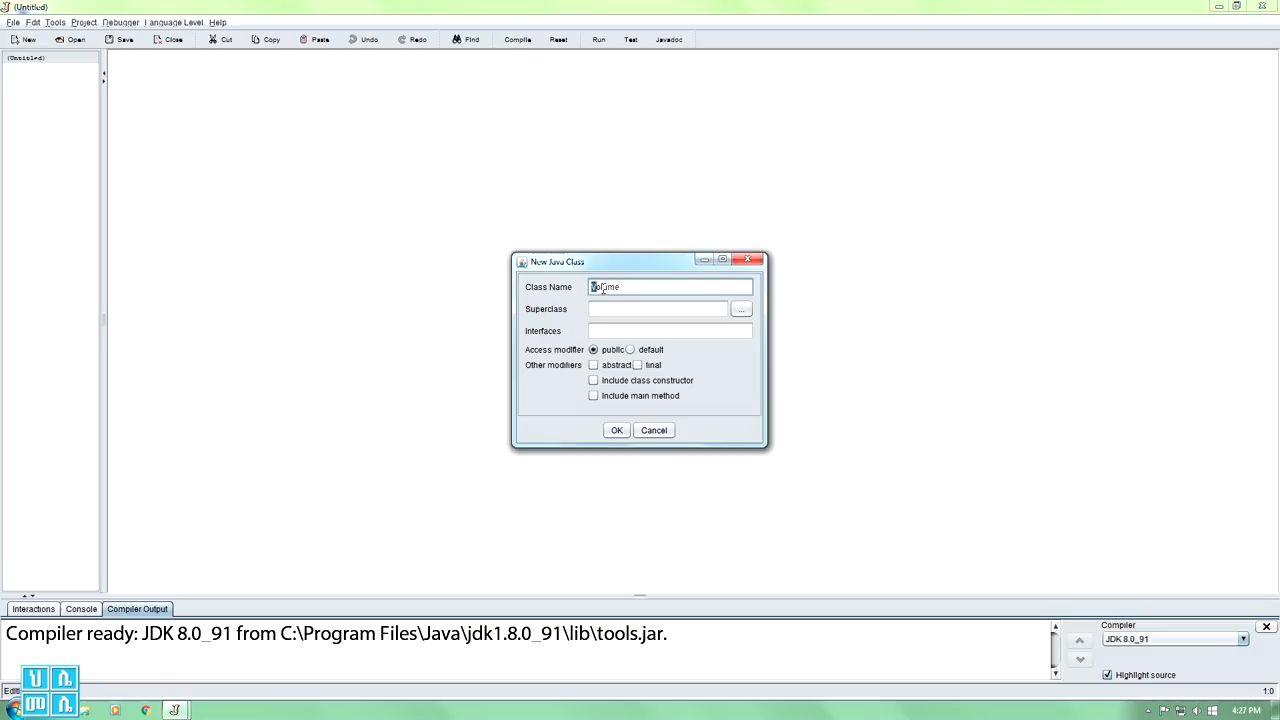 (Untitled)
File Edit Tools Project Debugger Language Level Help
New Open Save Close Cut Copy Paste Undo Redo Find Compile Reset Run Test Javadoc
(Untitled)
New Java Class
Class Name Volume
Superclass ...
Interfaces
Access modifier public default
Other modifiers abstract final
Include class constructor
Include main method
OK Cancel
Interactions Console Compiler Output
Compiler ready: JDK 8.0_91 from C:\Program Files\Java\jdk1.8.0_91\lib\tools.jar.
Compiler
JDK 8.0_91
Highlight source
1:0
4:27 PM